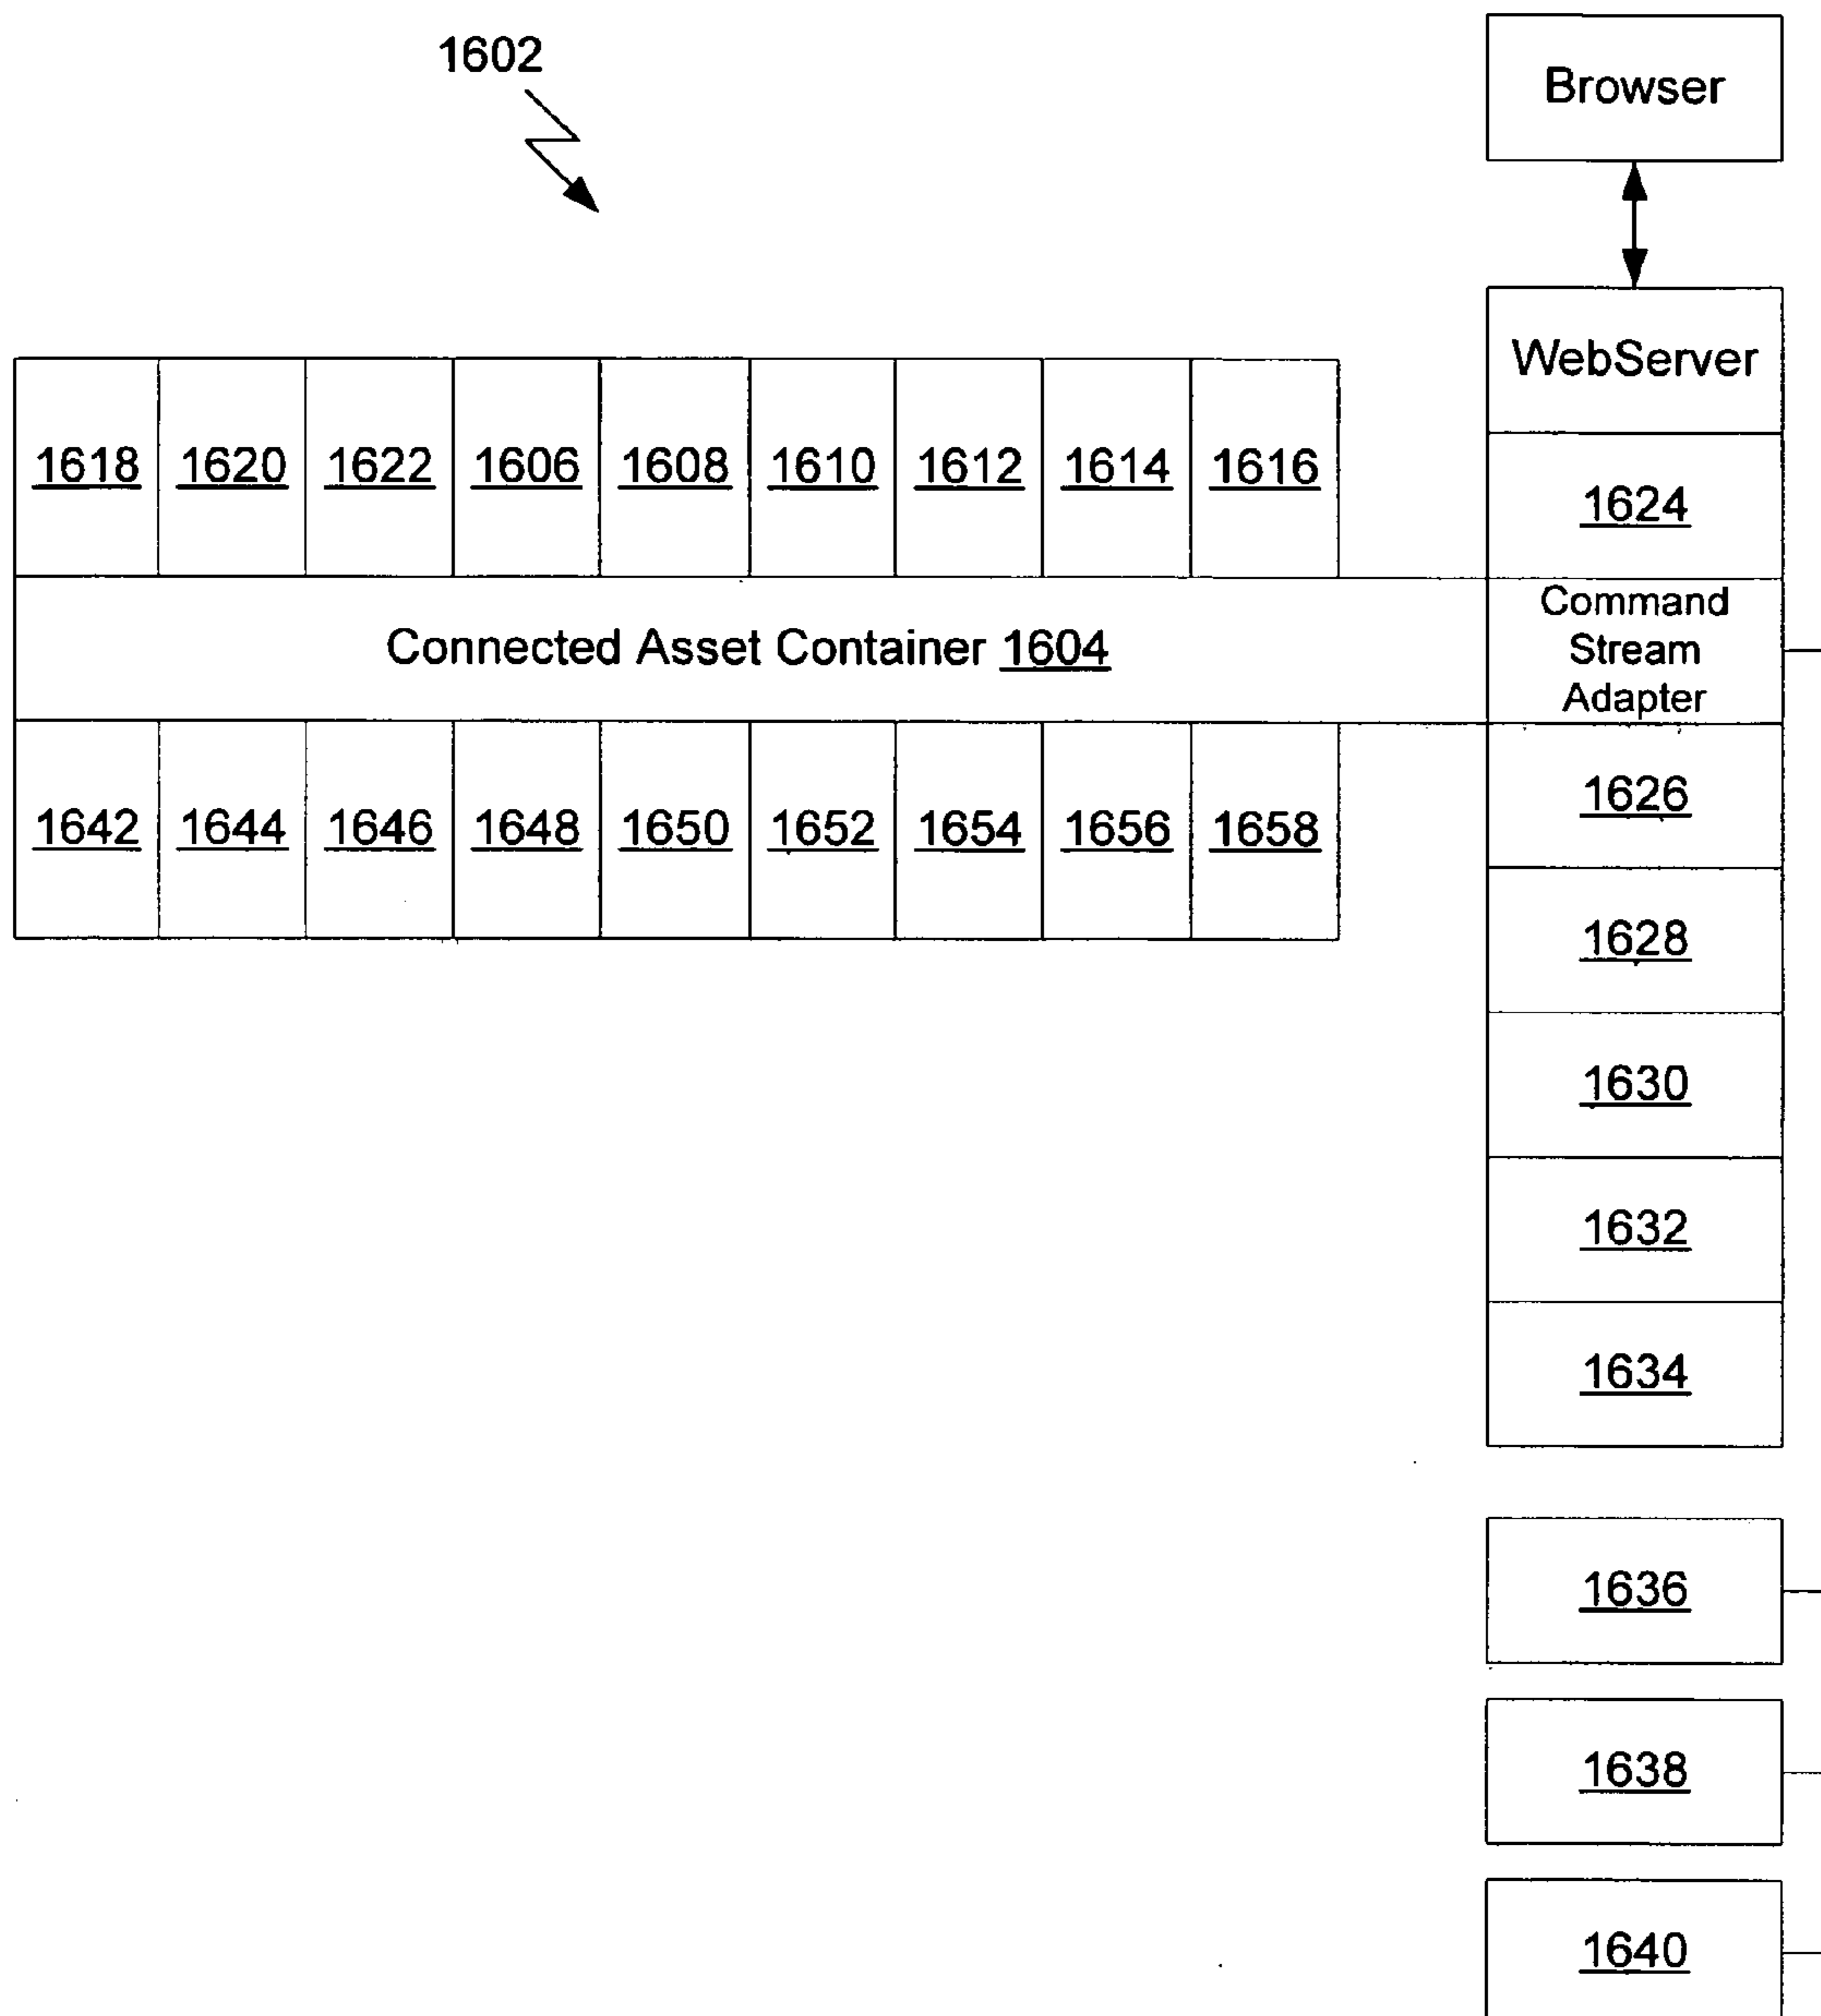 1602
Browser
WebServer
1618 1620 1622 1606 1608 1610 1612 1614 1616
1624
Connected Asset Container 1604
Command
Stream
Adapter
1642 1644 1646 1648 1650 1652 1654 1656 1658
1626
1628
1630
1632
1634
1636
1638
1640